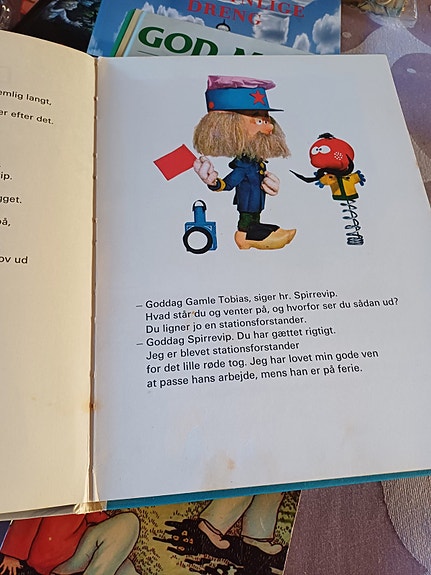 DRENG
GOD
emlig langt,
er efter det.
ip.
gget.
å,
ov ud
– Goddag Gamle Tobias, siger hr. Spirrevip.
Hvad står du og venter på, og hvorfor ser du sådan ud?
Du ligner jo en stationsforstander.
– Goddag Spirrevip. Du har gættet rigtigt.
Jeg er blevet stationsforstander
for det lille røde tog. Jeg har lovet min gode ven
at passe hans arbejde, mens han er på ferie.